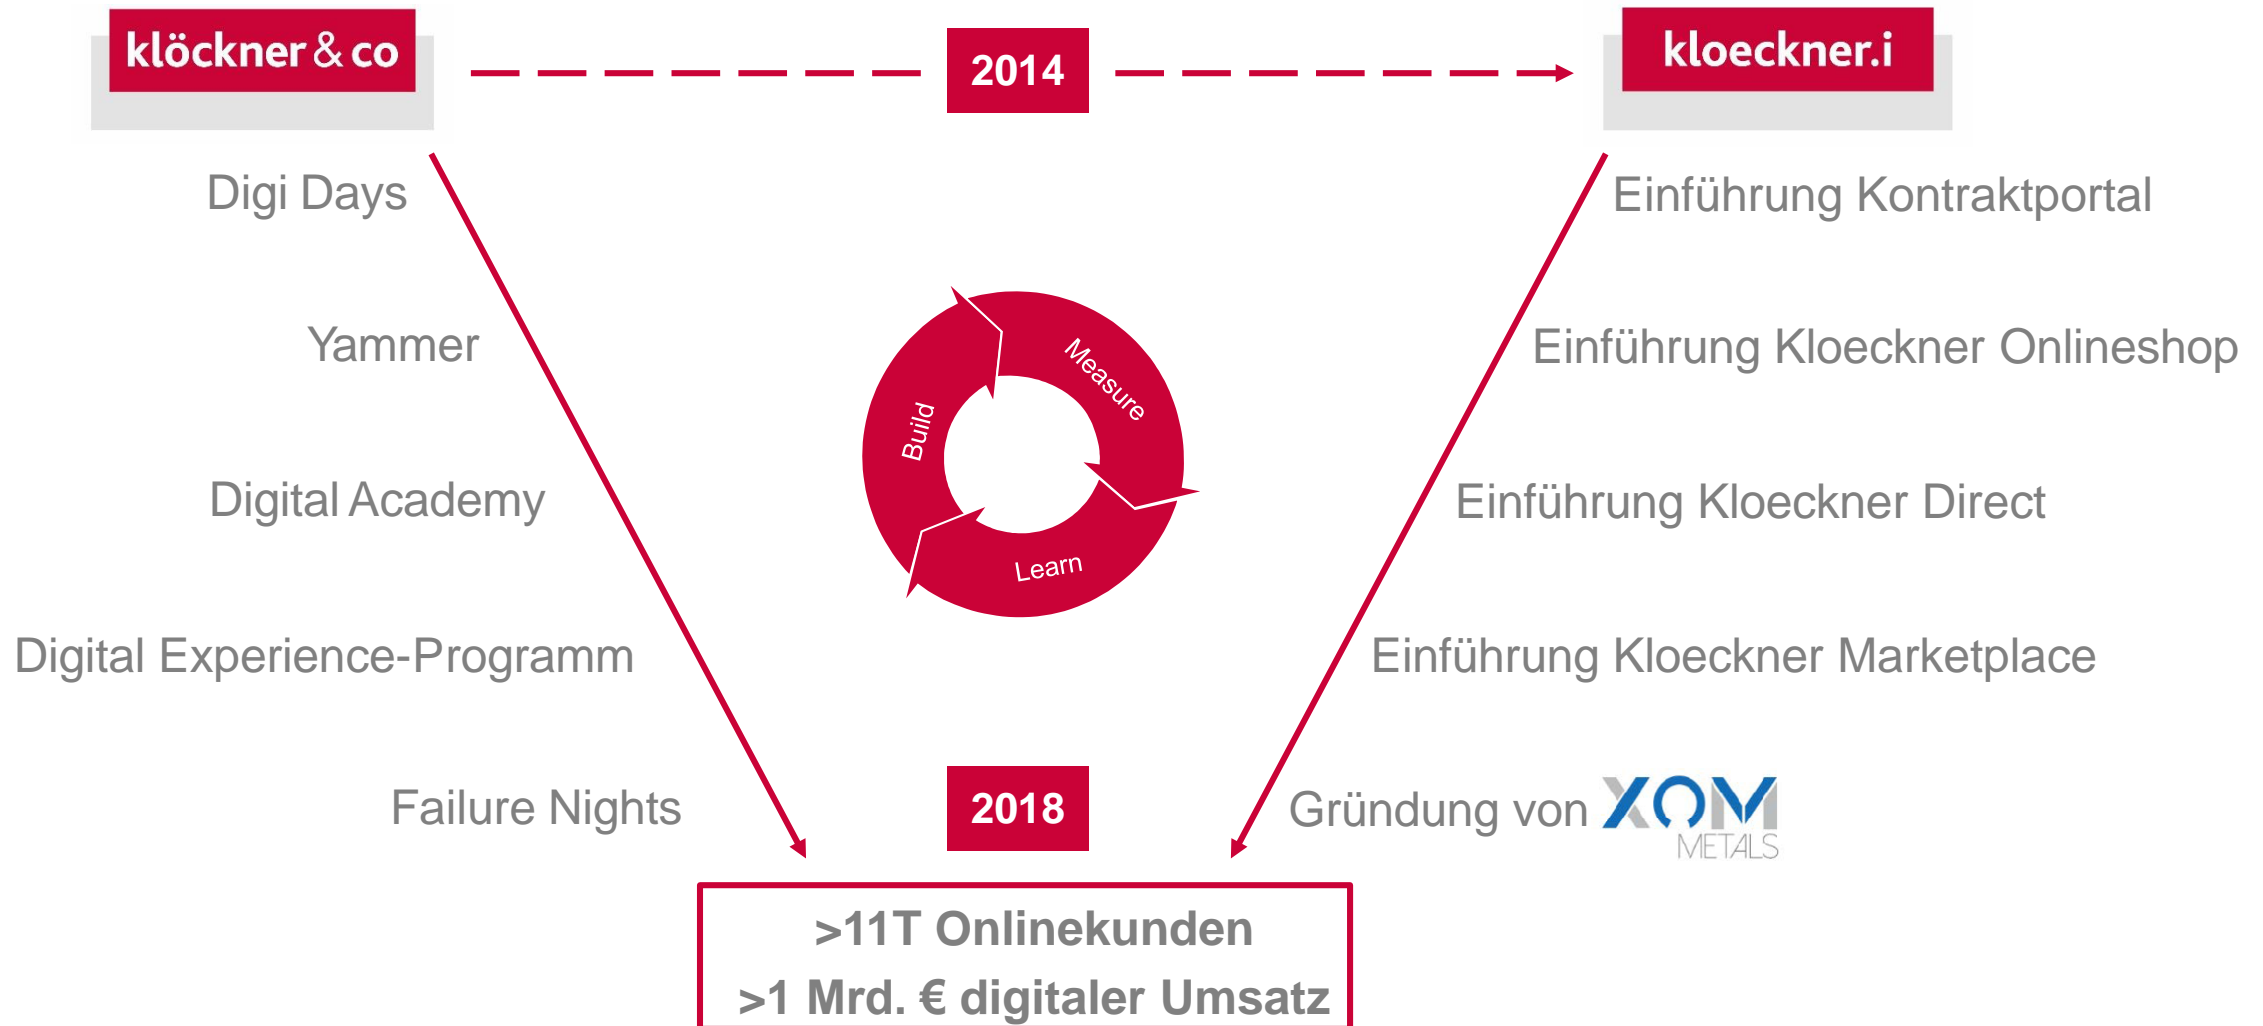 klöckner & co
2014
kloeckner.i
Digi Days
Einführung Kontraktportal
Yammer
Einführung Kloeckner Onlineshop
Measure
Build
Learn
Digital Academy
Einführung Kloeckner Direct
Digital Experience-Programm
Einführung Kloeckner Marketplace
Failure Nights
2018
Gründung von XOM
METALS
>11T Onlinekunden
>1 Mrd. € digitaler Umsatz